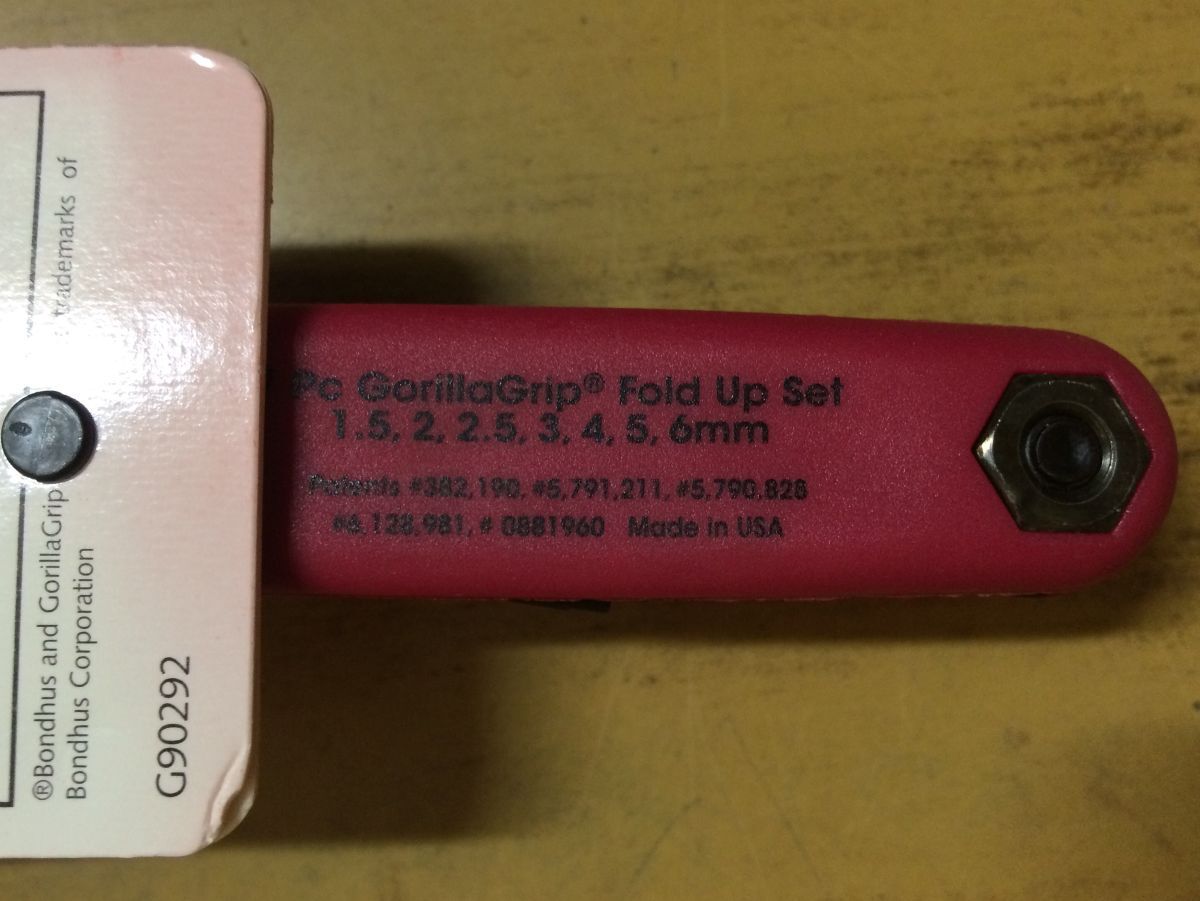 trademarks of
®Bondhus and GorillaGrip
Bondhus Corporation
G90292
Pc GorillaGrip® Fold Up Set
1.5, 2, 2.5, 3, 4, 5, 6mm
Patents #382,190, #5,791,211, #5,790,828
#6,128,981, # 0881960 Made in USA